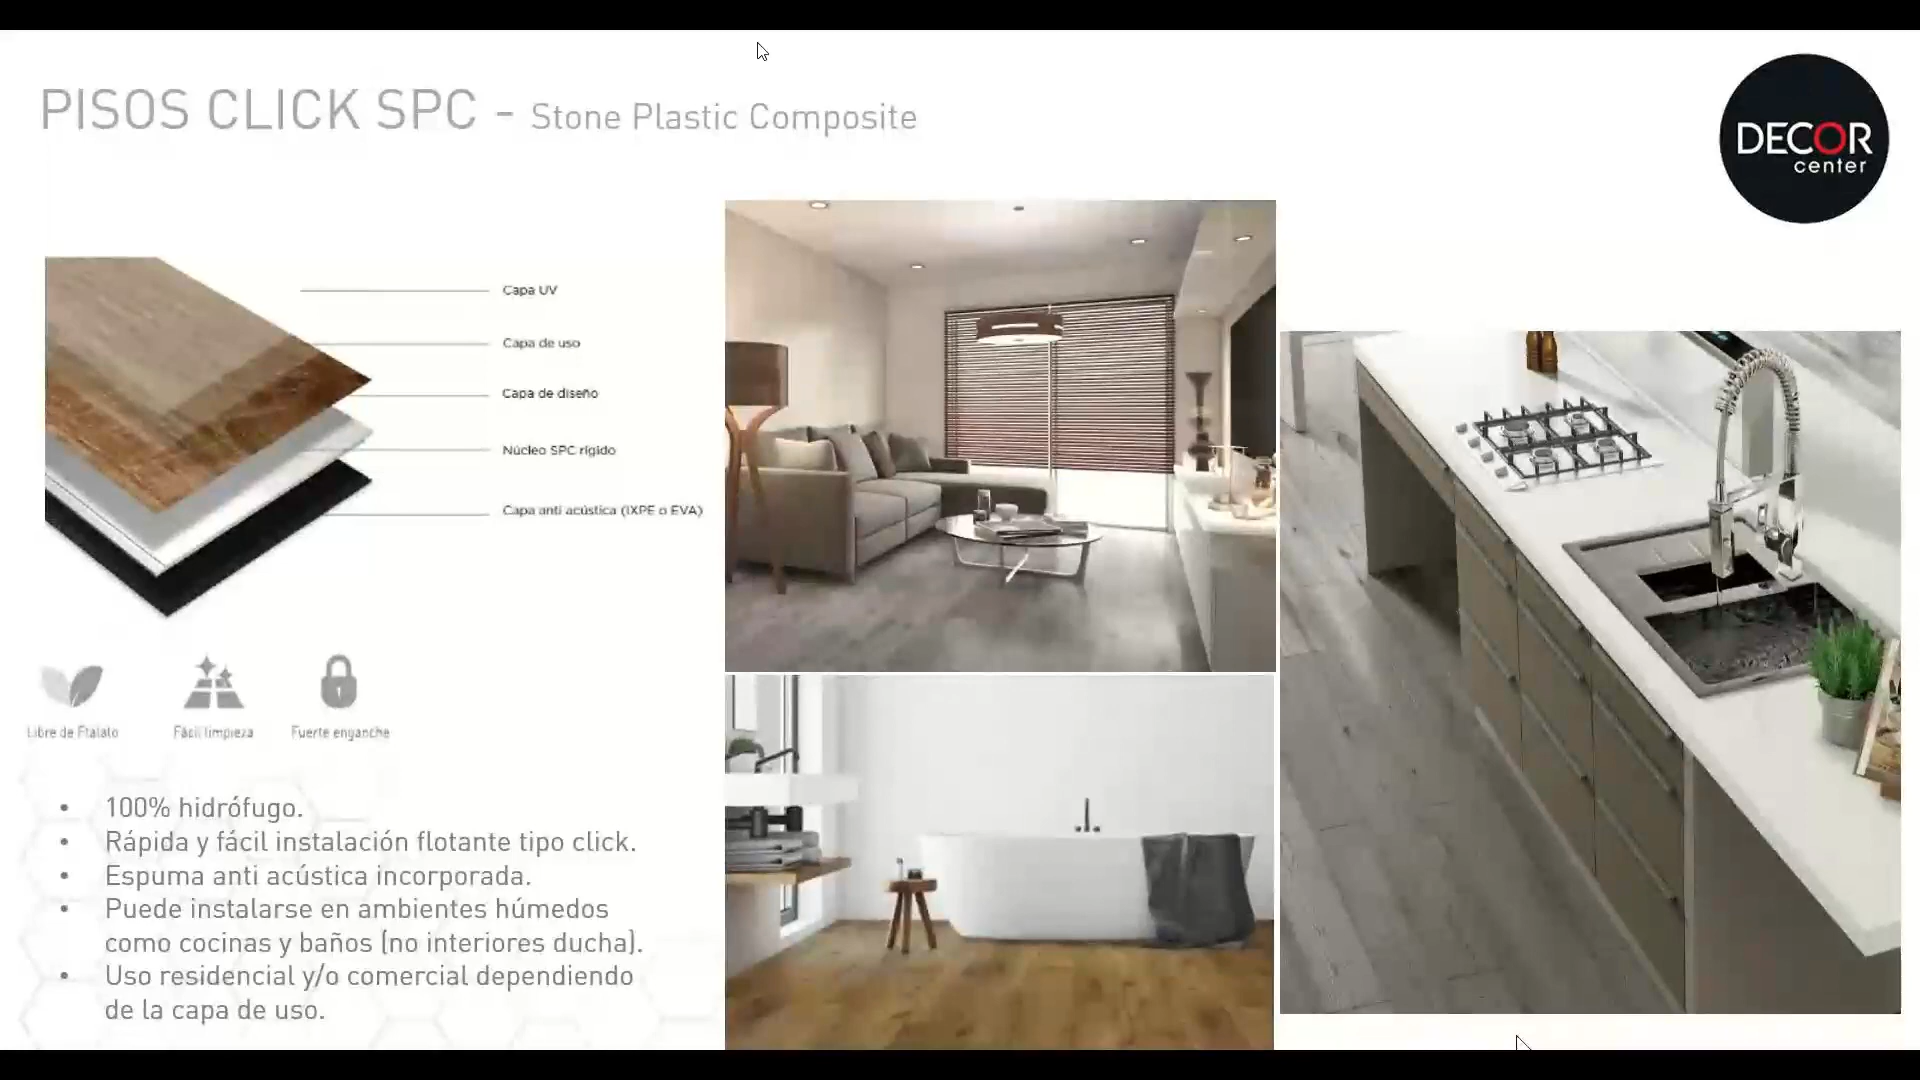 PISOS CLICK SPC - Stone Plastic Composite
DECOR
center
Capa UV
Capa de uso
Capa de diseño
Núcleo SPC rígido
Capa anti acústica (IXPE o EVA)
Libre de Ftalato
Fácil limpieza
Fuerte enganche
• 100% hidrófugo.
• Rápida y fácil instalación flotante tipo click.
• Espuma anti acústica incorporada.
• Puede instalarse en ambientes húmedos
como cocinas y baños (no interiores ducha).
• Uso residencial y/o comercial dependiendo
de la capa de uso.